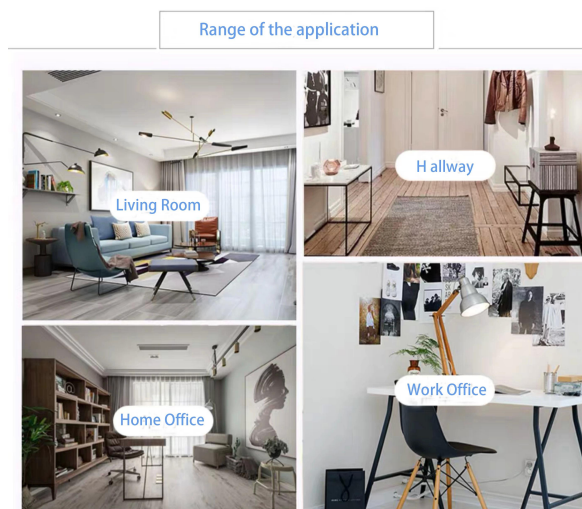 Range of the application
Living Room
H allway
Home Office
Work Office